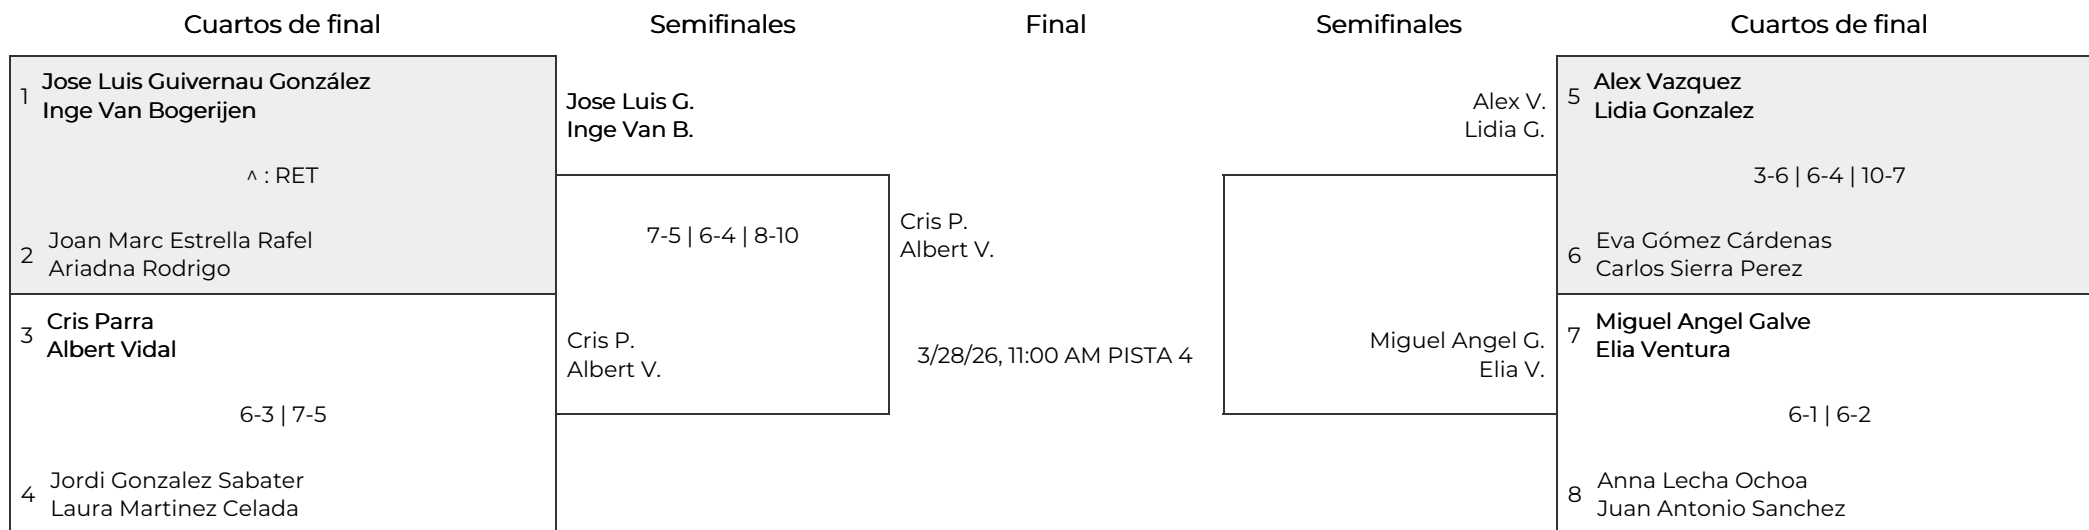 Cuartos de final
Semifinales
Final
Semifinales
Cuartos de final
1
Jose Luis Guivernau González
Inge Van Bogerijen
^ : RET
2
Joan Marc Estrella Rafel
Ariadna Rodrigo
3
Cris Parra
Albert Vidal
6-3 | 7-5
4
Jordi Gonzalez Sabater
Laura Martinez Celada
Jose Luis G.
Inge Van B.
7-5 | 6-4 | 8-10
Cris P.
Albert V.
Cris P.
Albert V.
3/28/26, 11:00 AM PISTA 4
Alex V.
Lidia G.
Miguel Angel G.
Elia V.
5
Alex Vazquez
Lidia Gonzalez
3-6 | 6-4 | 10-7
6
Eva Gómez Cárdenas
Carlos Sierra Perez
7
Miguel Angel Galve
Elia Ventura
6-1 | 6-2
8
Anna Lecha Ochoa
Juan Antonio Sanchez